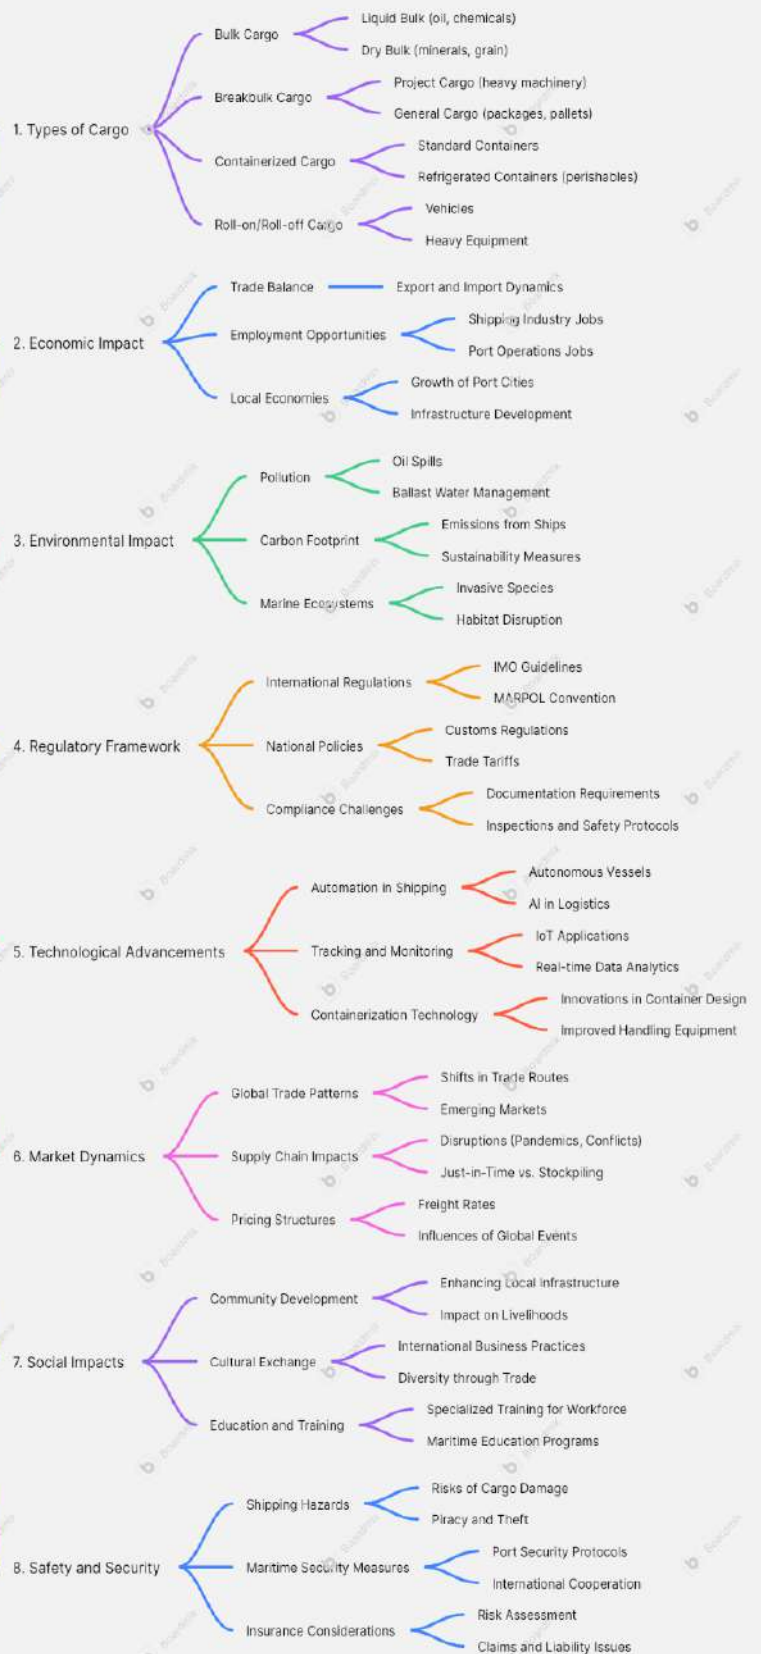 1. Types of Cargo
Bulk Cargo
Liquid Bulk (oil, chemicals)
Dry Bulk (minerals, grain)
Breakbulk Cargo
Project Cargo (heavy machinery)
General Cargo (packages, pallets)
Containerized Cargo
Standard Containers
Refrigerated Containers (perishables)
Roll-on/Roll-off Cargo
Vehicles
Heavy Equipment
2. Economic Impact
Trade Balance
Export and Import Dynamics
Employment Opportunities
Shipping Industry Jobs
Port Operations Jobs
Local Economies
Growth of Port Cities
Infrastructure Development
3. Environmental Impact
Pollution
Oil Spills
Ballast Water Management
Carbon Footprint
Emissions from Ships
Sustainability Measures
Marine Ecosystems
Invasive Species
Habitat Disruption
4. Regulatory Framework
International Regulations
IMO Guidelines
MARPOL Convention
National Policies
Customs Regulations
Trade Tariffs
Compliance Challenges
Documentation Requirements
Inspections and Safety Protocols
5. Technological Advancements
Automation in Shipping
Autonomous Vessels
AI in Logistics
Tracking and Monitoring
IoT Applications
Real-time Data Analytics
Containerization Technology
Innovations in Container Design
Improved Handling Equipment
6. Market Dynamics
Global Trade Patterns
Shifts in Trade Routes
Emerging Markets
Supply Chain Impacts
Disruptions (Pandemics, Conflicts)
Just-in-Time vs. Stockpiling
Pricing Structures
Freight Rates
Influences of Global Events
7. Social Impacts
Community Development
Enhancing Local Infrastructure
Impact on Livelihoods
Cultural Exchange
International Business Practices
Diversity through Trade
Education and Training
Specialized Training for Workforce
Maritime Education Programs
8. Safety and Security
Shipping Hazards
Risks of Cargo Damage
Piracy and Theft
Maritime Security Measures
Port Security Protocols
International Cooperation
Insurance Considerations
Risk Assessment
Claims and Liability Issues